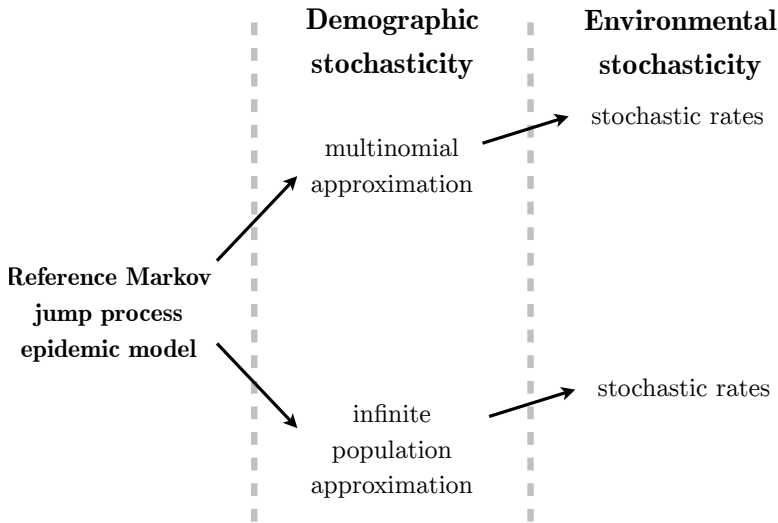 Demographic
stochasticity
Environmental
stochasticity
stochastic rates
multinomial
approximation
Reference Markov
jump process
epidemic model
stochastic rates
infinite
population
approximation